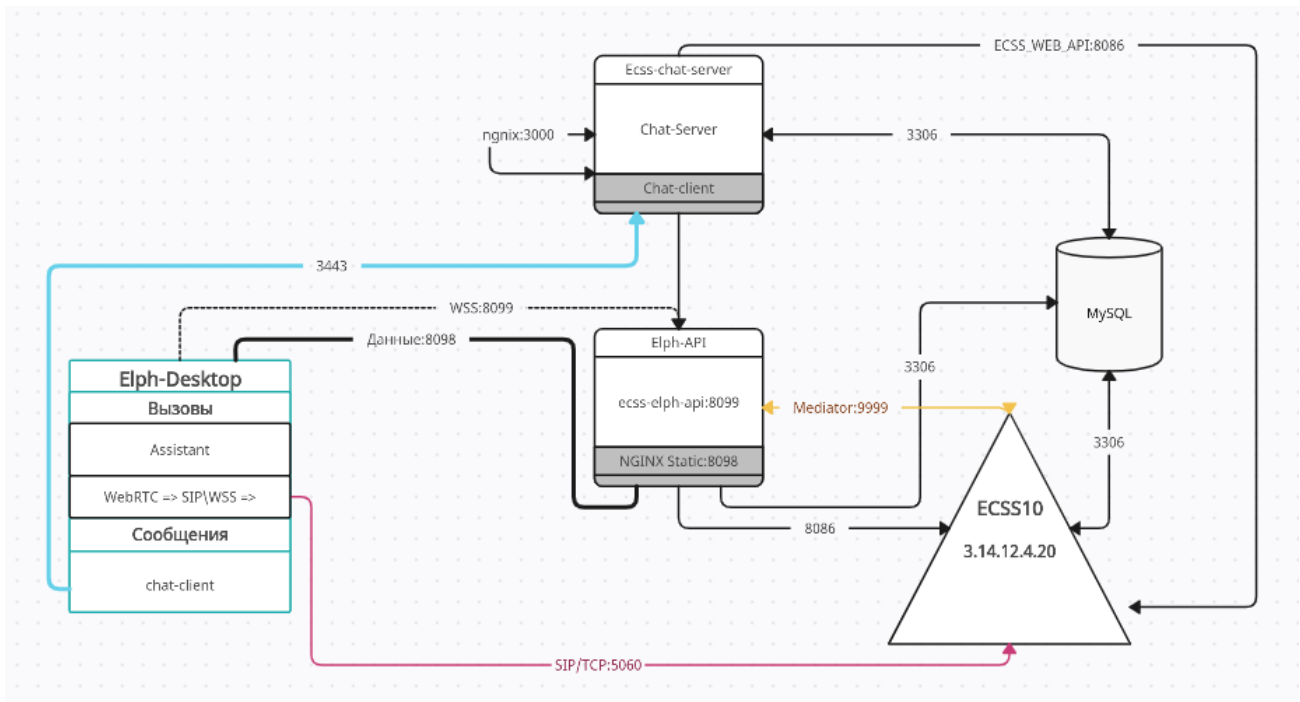 ECSS_WEB_API:8086
Ecss-chat-server
ngnix:3000
Chat-Server
3306
Chat-client
3443
WSS:8099
MySQL
Данные:8098
Elph-API
3306
Elph-Desktop
Вызовы
ecss-elph-api:8099
Mediator:9999
Assistant
NGINX Static:8098
3306
WebRTC => SIP\WSS =>
ECSS10
Сообщения
8086
3.14.12.4.20
chat-client
SIP/TCP:5060